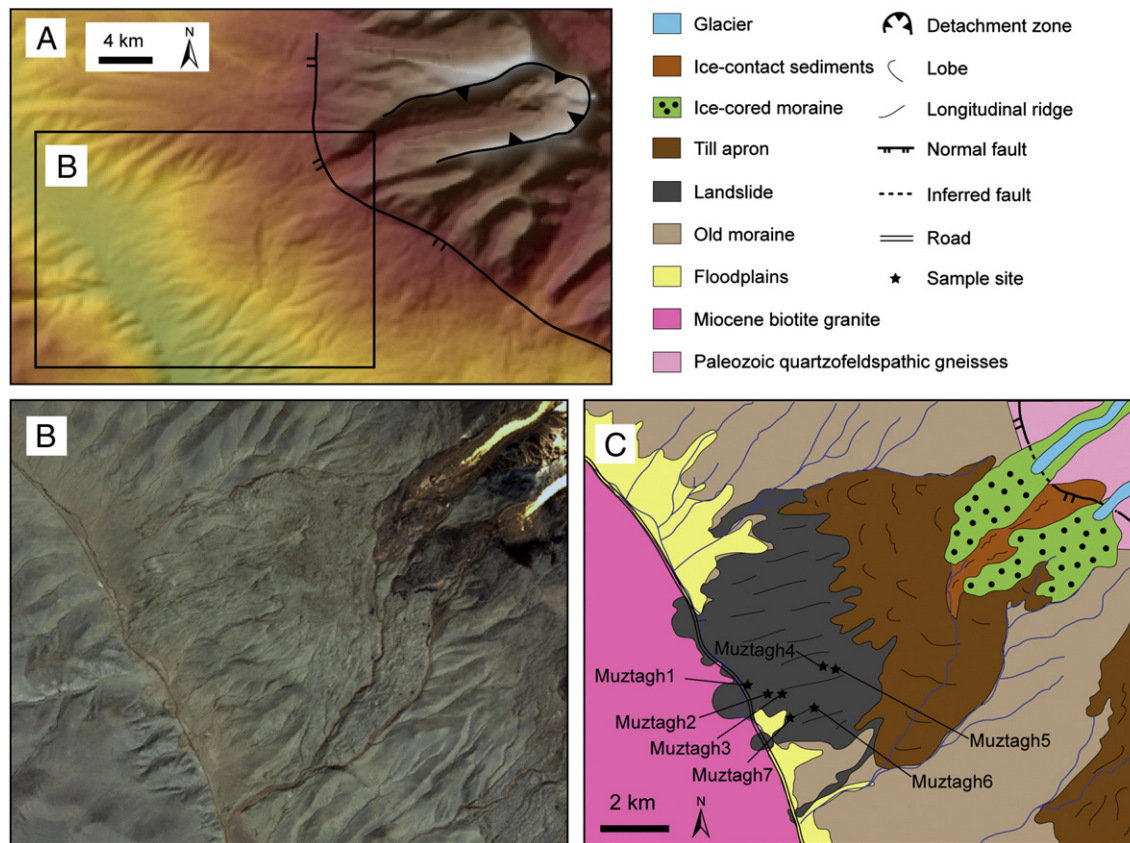 A
4 km
N
B
Glacier
Ice-contact sediments
Ice-cored moraine
Till apron
Landslide
Old moraine
Floodplains
Miocene biotite granite
Paleozoic quartzofeldspathic gneisses
Detachment zone
Lobe
Longitudinal ridge
Normal fault
Inferred fault
Road
Sample site
B
C
Muztagh4
Muztagh1
Muztagh2
Muztagh3
Muztagh7
Muztagh5
Muztagh6
2 km
N